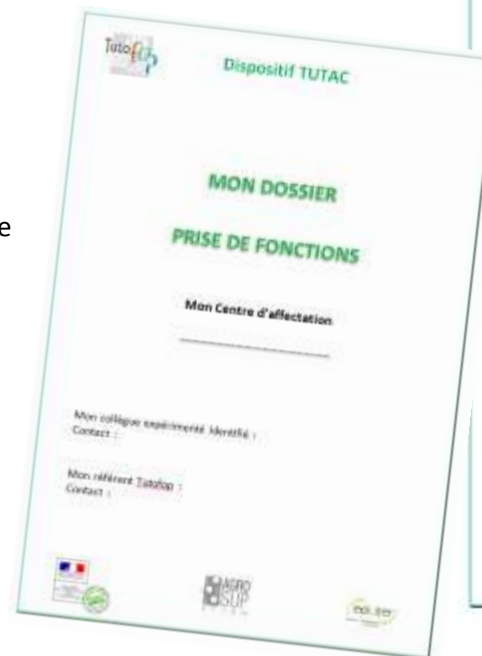 Tutofop
Dispositif TUTAC
MON DOSSIER
PRISE DE FONCTIONS
Mon Centre d'affectation
e
Mon collègue expérimenté identifié :
Contact :
Mon référent Tutofop :
Contact :
AGRO
SUP